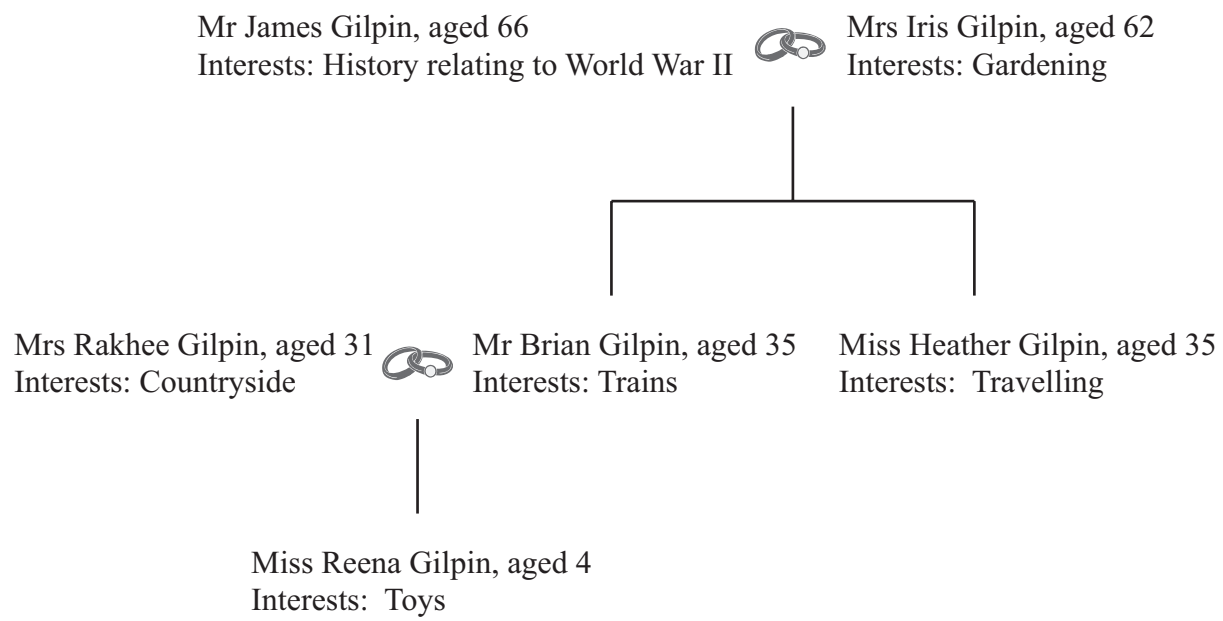 Mr James Gilpin, aged 66
Interests: History relating to World War II
Mrs Iris Gilpin, aged 62
Interests: Gardening
Mrs Rakhee Gilpin, aged 31
Interests: Countryside
Mr Brian Gilpin, aged 35
Interests: Trains
Miss Heather Gilpin, aged 35
Interests: Travelling
Miss Reena Gilpin, aged 4
Interests: Toys